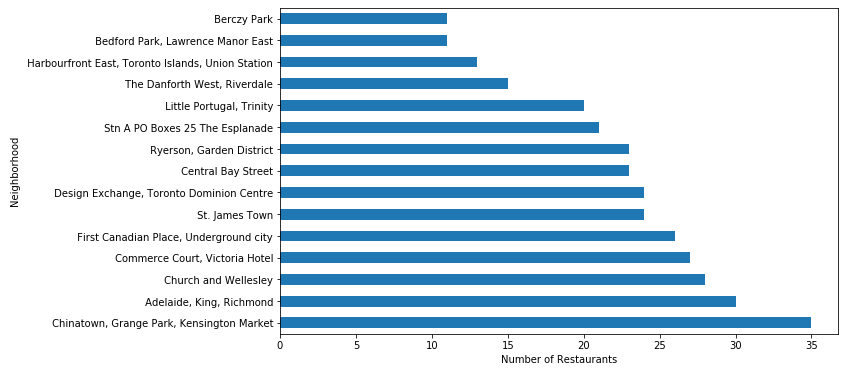 Berczy Park
Bedford Park, Lawrence Manor East
Harbourfront East, Toronto Islands, Union Station
The Danforth West, Riverdale
Little Portugal, Trinity
Stn A PO Boxes 25 The Esplanade
Ryerson, Garden District
Central Bay Street
Design Exchange, Toronto Dominion Centre
St. James Town
First Canadian Place, Underground city
Commerce Court, Victoria Hotel
Church and Wellesley
Adelaide, King, Richmond
Chinatown, Grange Park, Kensington Market
Neighborhood
0 5 10 15 20 25 30 35
Number of Restaurants